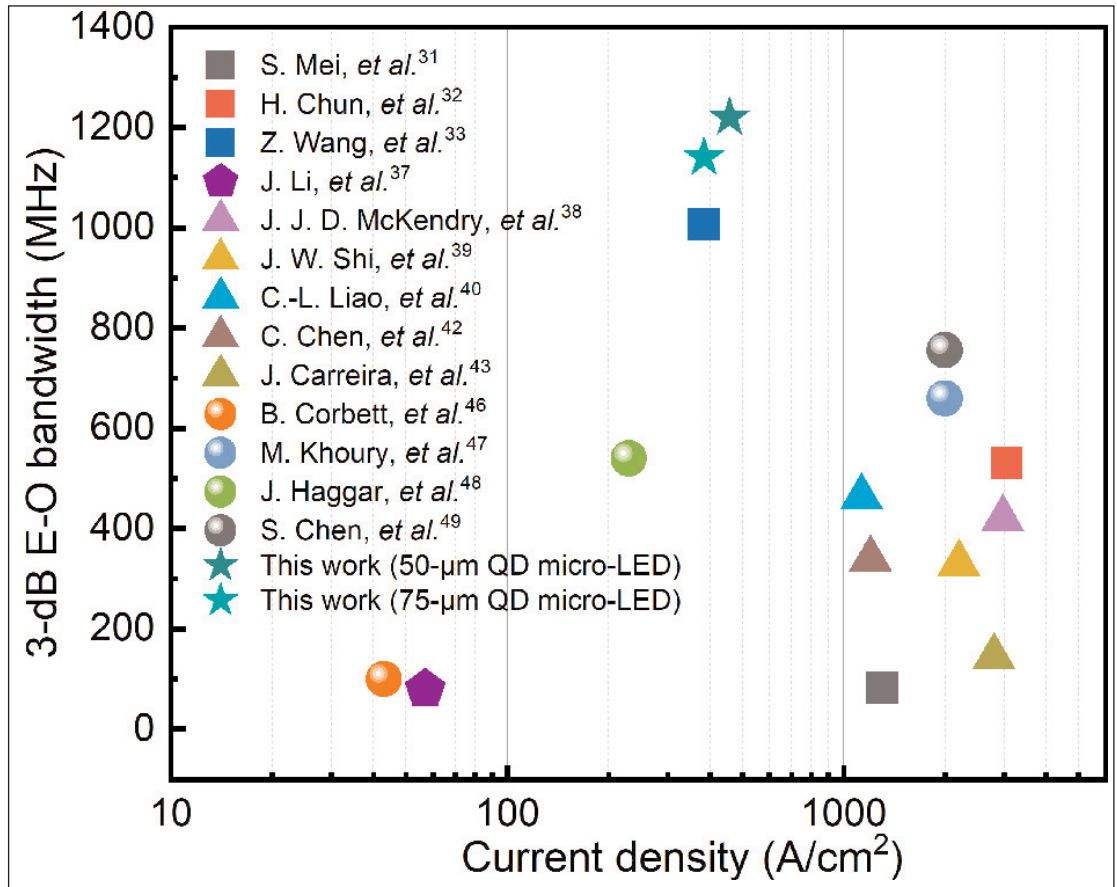 3-dB E-O bandwidth (MHz)
1400
1200
1000
800
600
400
200
0
S. Mei, et al.31
H. Chun, et al.32
Z. Wang, et al.33
J. Li, et al.37
J. J. D. McKendry, et al.38
J. W. Shi, et al.39
C.-L. Liao, et al.40
C. Chen, et al.42
J. Carreira, et al.43
B. Corbett, et al.46
M. Khoury, et al.47
J. Haggar, et al.48
S. Chen, et al.49
This work (50-μm QD micro-LED)
This work (75-μm QD micro-LED)
10 100 1000
Current density (A/cm2)